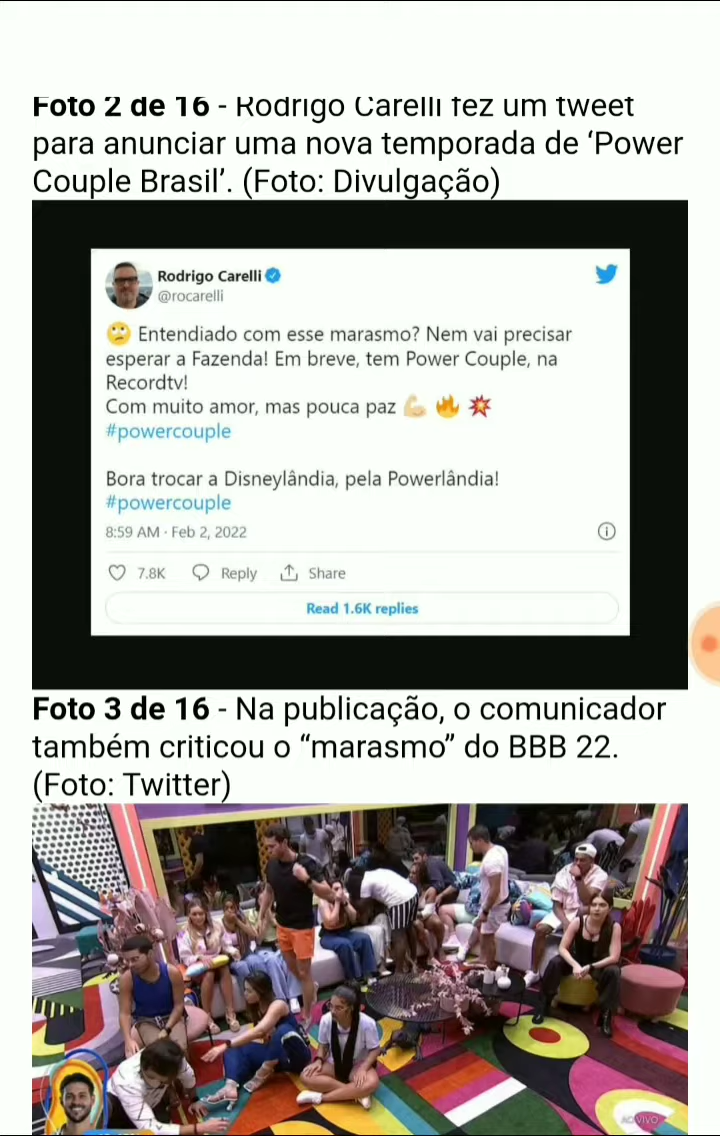 Foto 2 de 16 - Rodrigo Carelli fez um tweet
para anunciar uma nova temporada de ‘Power
Couple Brasil’. (Foto: Divulgação)
Rodrigo Carelli
@rocarelli
🙄 Entendiado com esse marasmo? Nem vai precisar
esperar a Fazenda! Em breve, tem Power Couple, na
Recordtv!
Com muito amor, mas pouca paz 💪🏼 🔥 💥
#powercouple
Bora trocar a Disneylândia, pela Powerlândia!
#powercouple
8:59 AM · Feb 2, 2022
7.8K Reply Share
Read 1.6K replies
Foto 3 de 16 - Na publicação, o comunicador
também criticou o “marasmo” do BBB 22.
(Foto: Twitter)
AO VIVO